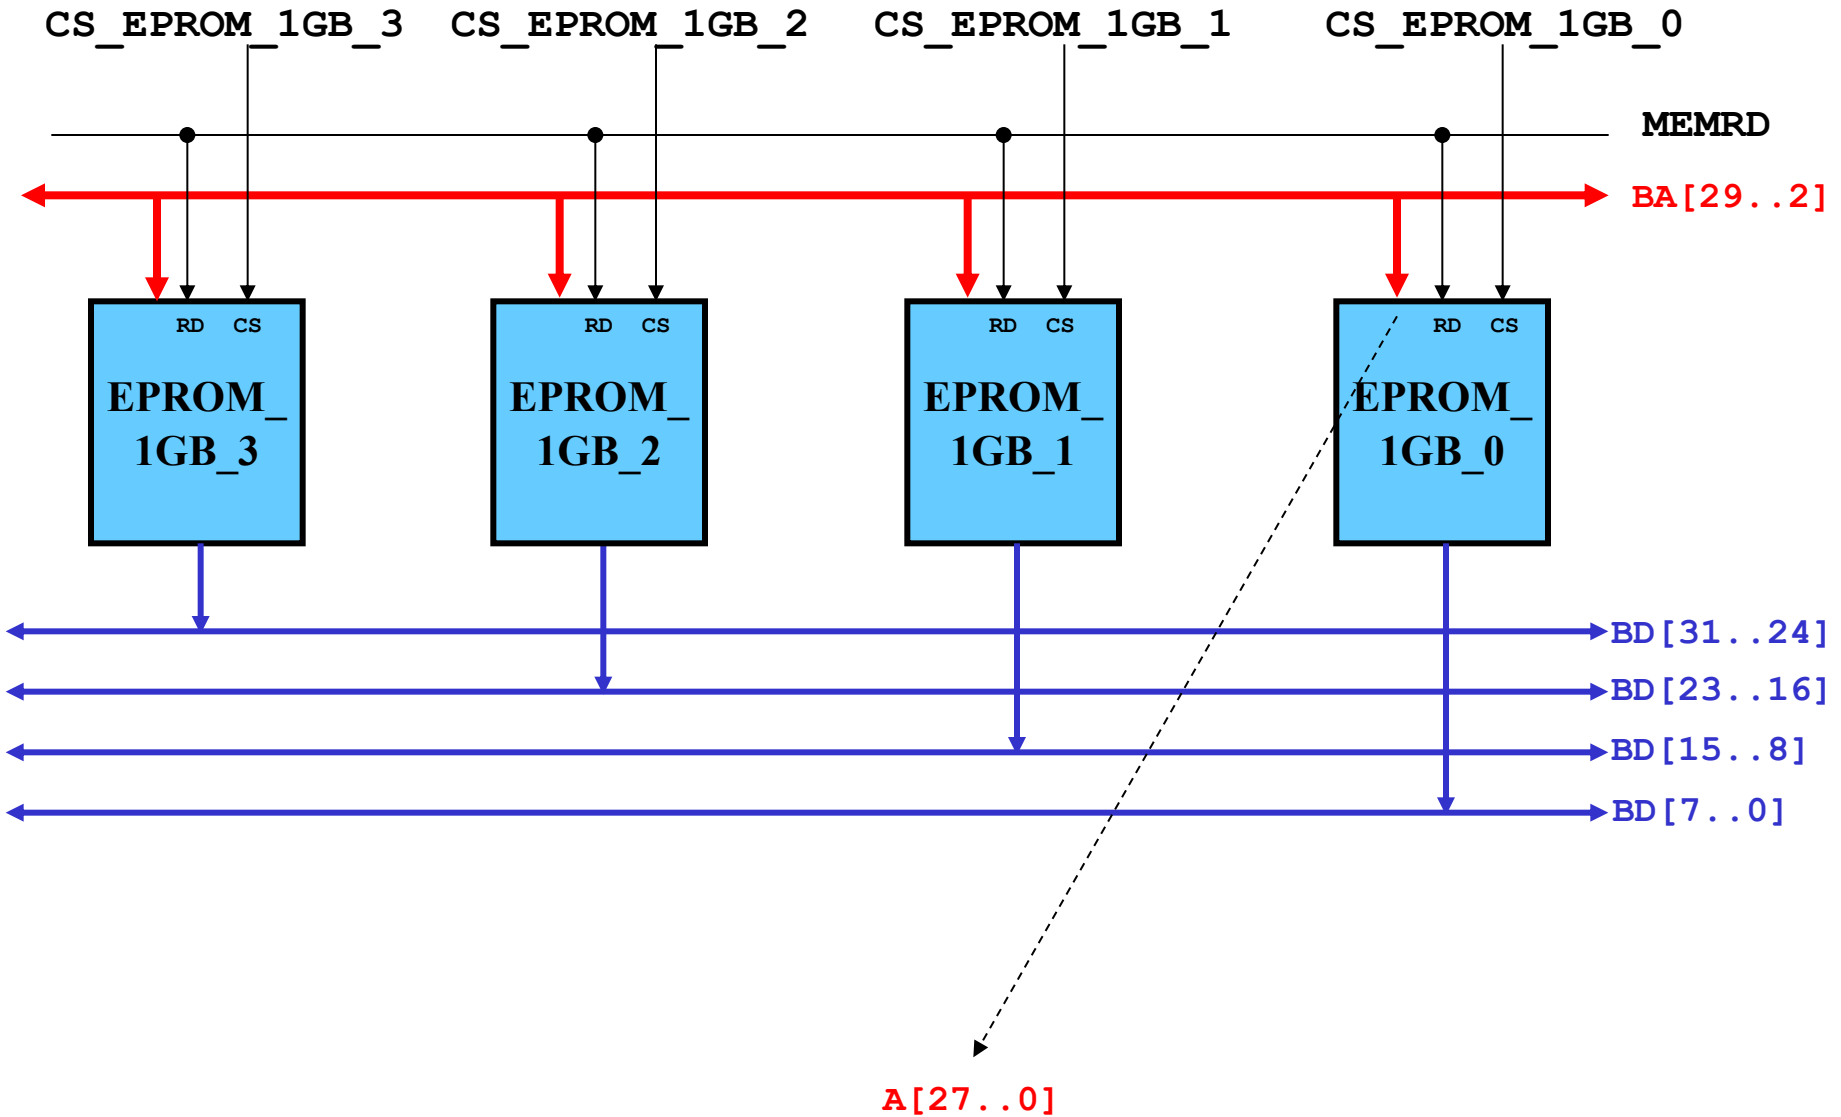 CS_EPROM_1GB_3 CS_EPROM_1GB_2 CS_EPROM_1GB_1 CS_EPROM_1GB_0
MEMRD
BA[29..2]
RD CS RD CS RD CS RD CS
EPROM_ EPROM_ EPROM_ EPROM_
1GB_3 1GB_2 1GB_1 1GB_0
BD[31..24]
BD[23..16]
BD[15..8]
BD[7..0]
A[27..0]